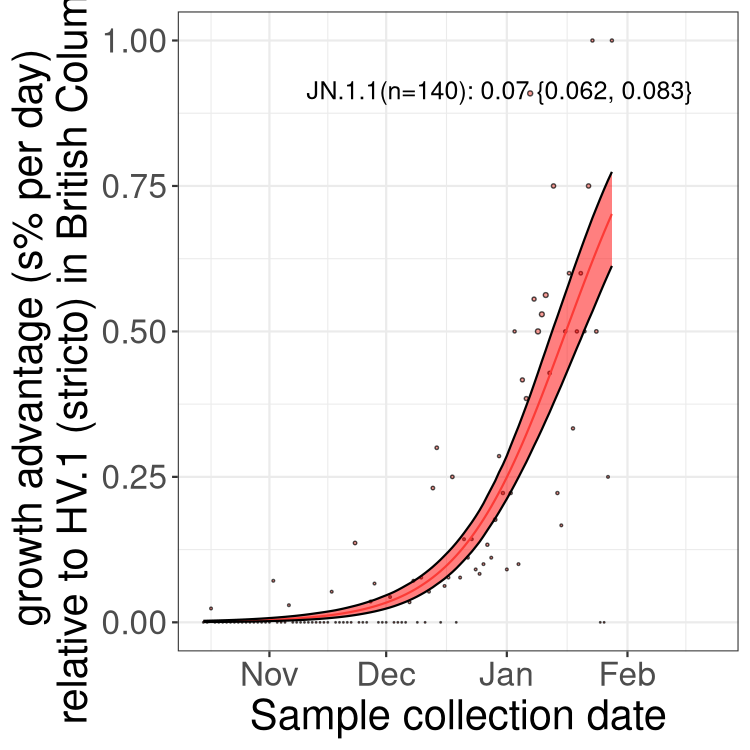 growth advantage (s% per day)
relative to HV.1 (stricto) in British Colum
1.00
0.75
0.50
0.25
0.00
JN.1.1(n=140): 0.07 {0.062, 0.083}
Nov Dec Jan Feb
Sample collection date